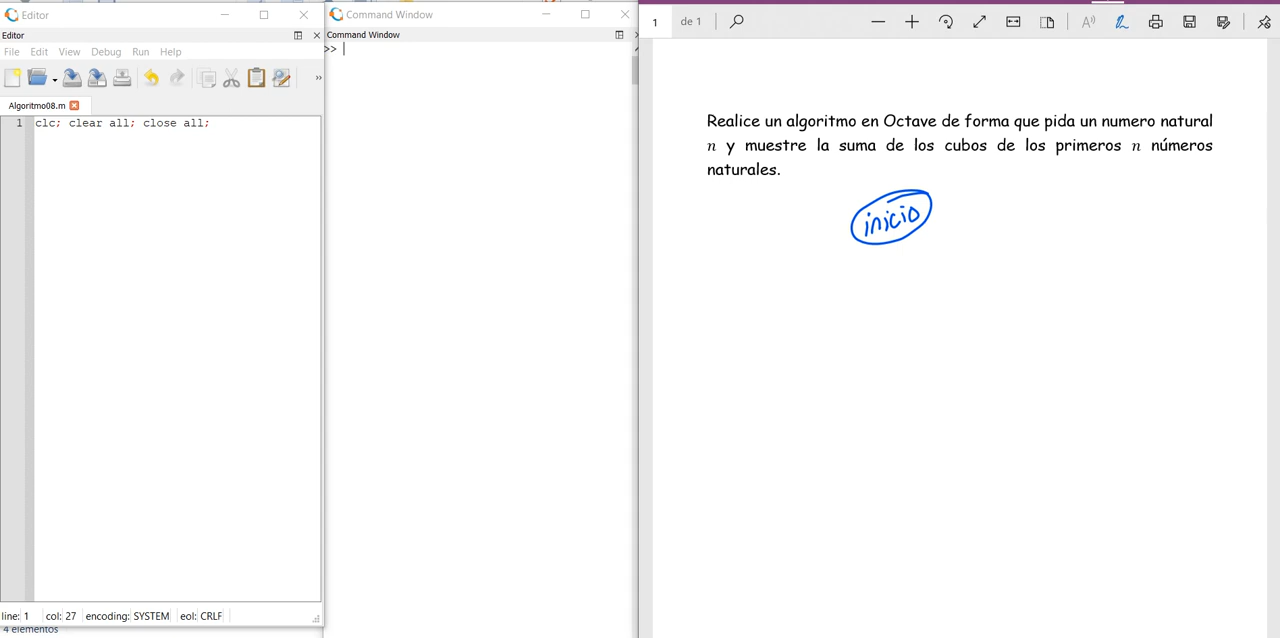 Editor
Command Window
Editor
Command Window
1 de 1
File Edit View Debug Run Help
>>
»
Algoritmo08.m
1 clc; clear all; close all;
Realice un algoritmo en Octave de forma que pida un numero natural
n y muestre la suma de los cubos de los primeros n números
naturales.
inicio
line: 1 col: 27 encoding: SYSTEM eol: CRLF
4 elementos